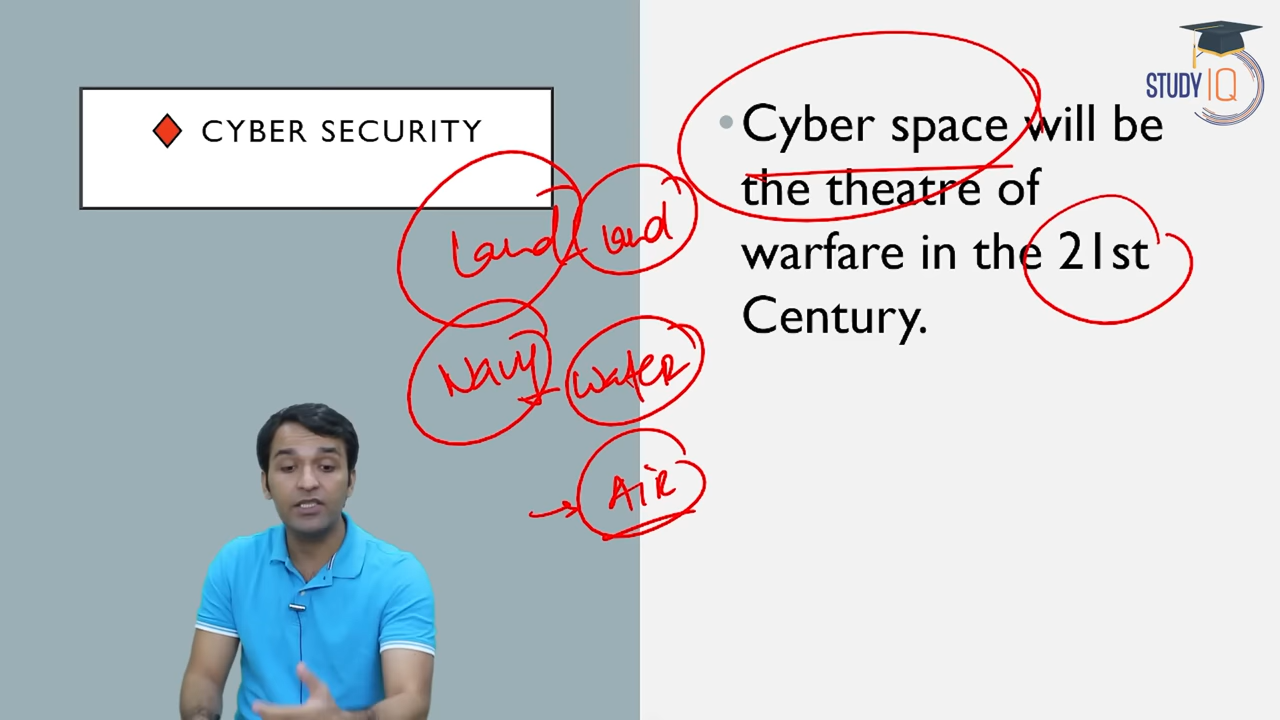 STUDY IQ
CYBER SECURITY
Cyber space will be
the theatre of
warfare in the 21st
Century.
Land Land
Navy Water
AIR